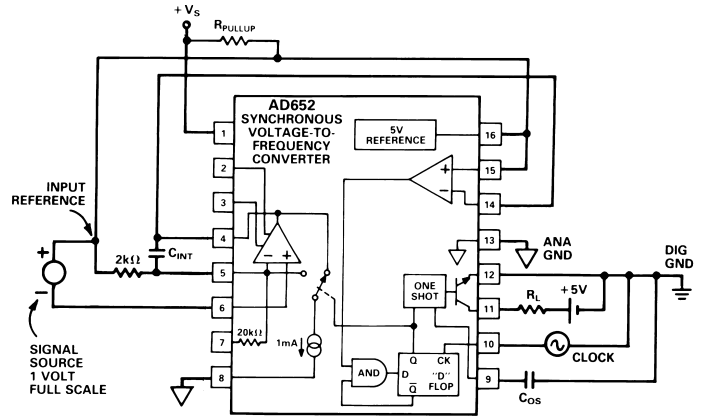 + VS
RPULLUP
AD652
SYNCHRONOUS
VOLTAGE-TO-
FREQUENCY
CONVERTER
5V
REFERENCE
1
2
3
4
5
6
7
8
16
15
14
13
12
11
10
9
INPUT
REFERENCE
+
−
2kΩ
CINT
SIGNAL
SOURCE
1 VOLT
FULL SCALE
− +
20kΩ
1mA
+
−
ONE
SHOT
AND
Q CK
D "D"
FLOP
Q̅
ANA
GND
DIG
GND
RL
+5V
CLOCK
COS